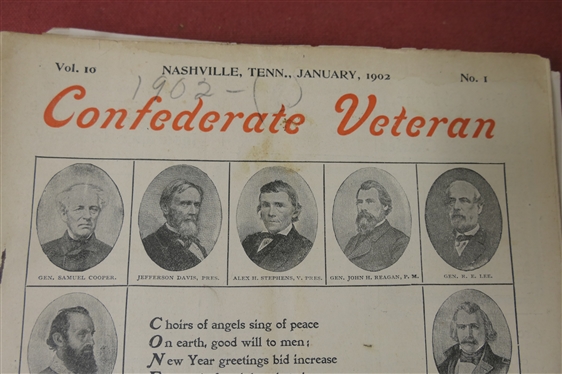 Vol. 10 NASHVILLE, TENN., JANUARY, 1902 No. 1
1902-(1)
Confederate Veteran
GEN. SAMUEL COOPER. JEFFERSON DAVIS, PRES. ALEX H. STEPHENS, V. PRES. GEN. JOHN H. REAGAN, P. M. GEN. R. E. LEE.
Choirs of angels sing of peace
On earth, good will to men;
New Year greetings bid increase